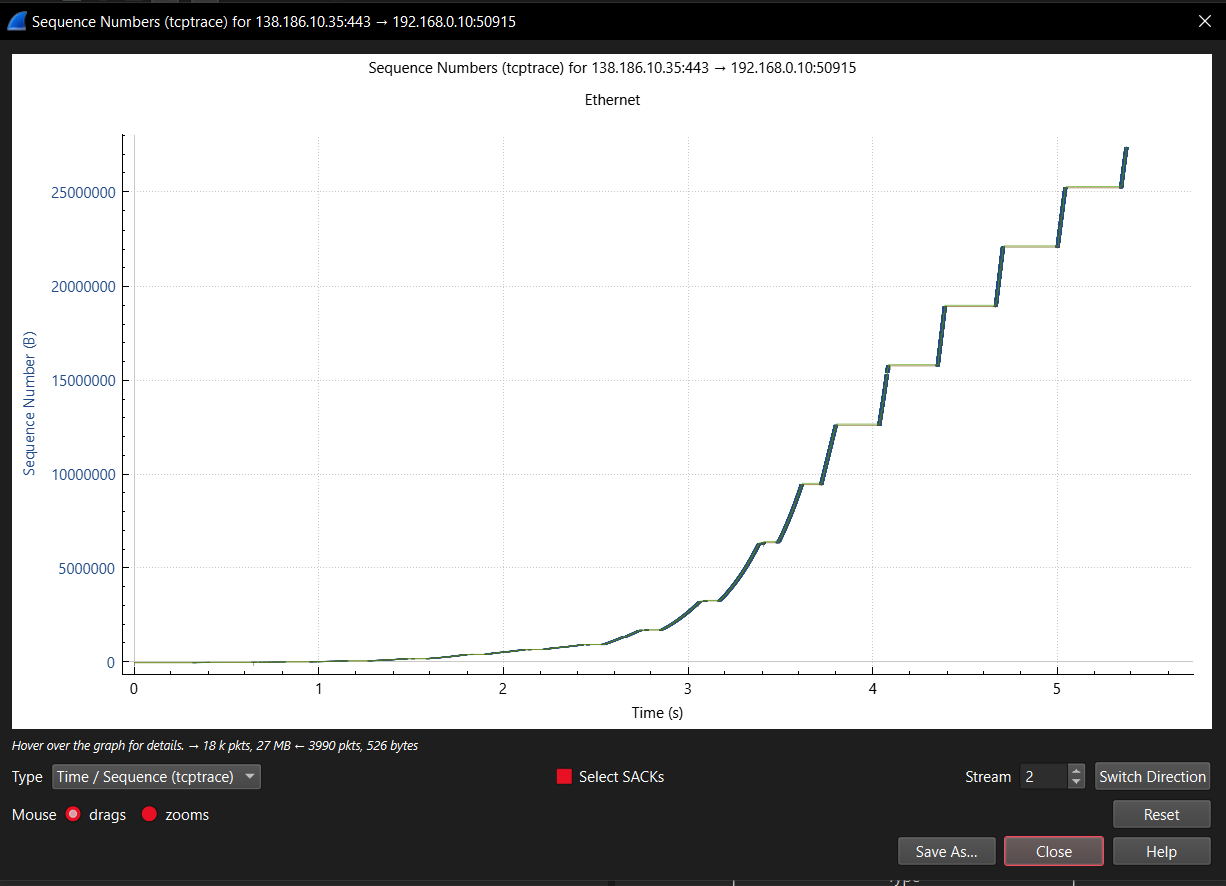 Sequence Numbers (tcptrace) for 138.186.10.35:443 → 192.168.0.10:50915
Sequence Numbers (tcptrace) for 138.186.10.35:443 → 192.168.0.10:50915
Ethernet
Sequence Number (B)
25000000
20000000
15000000
10000000
5000000
0
0 1 2 3 4 5
Time (s)
Hover over the graph for details. → 18 k pkts, 27 MB ← 3990 pkts, 526 bytes
Type Time / Sequence (tcptrace) Select SACKs Stream 2 Switch Direction
Mouse drags zooms Reset
Save As... Close Help